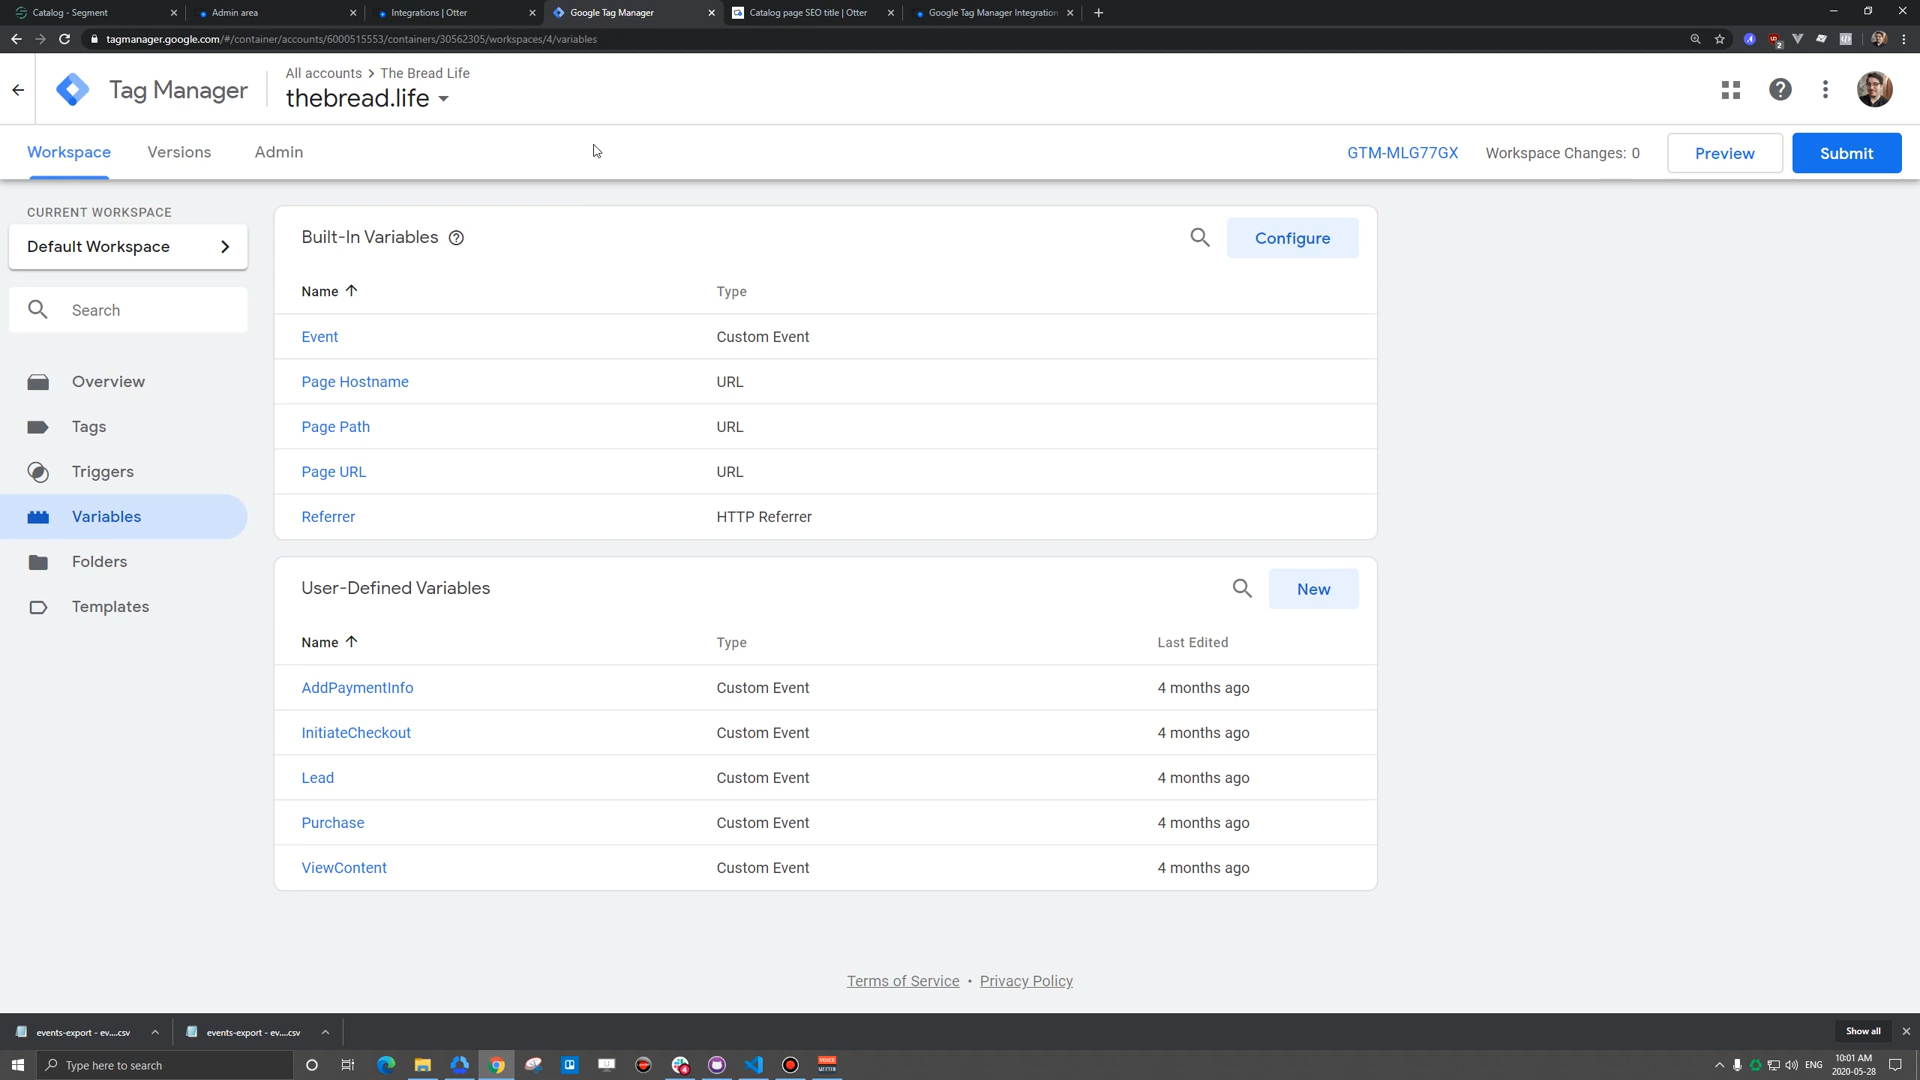 Catalog - Segment
Admin area
Integrations | Otter
Google Tag Manager
Catalog page SEO title | Otter
Google Tag Manager Integration
tagmanager.google.com/#/container/accounts/6000515553/containers/30562305/workspaces/4/variables
Tag Manager
All accounts > The Bread Life
thebread.life
Workspace
Versions
Admin
GTM-MLG77GX
Workspace Changes: 0
Preview
Submit
CURRENT WORKSPACE
Default Workspace
Search
Overview
Tags
Triggers
Variables
Folders
Templates
Built-In Variables
Configure
Name Type
Event Custom Event
Page Hostname URL
Page Path URL
Page URL URL
Referrer HTTP Referrer
User-Defined Variables
New
Name Type Last Edited
AddPaymentInfo Custom Event 4 months ago
InitiateCheckout Custom Event 4 months ago
Lead Custom Event 4 months ago
Purchase Custom Event 4 months ago
ViewContent Custom Event 4 months ago
Terms of Service • Privacy Policy
events-export - ev....csv
events-export - ev....csv
Show all
Type here to search
ENG
10:01 AM
2020-05-28